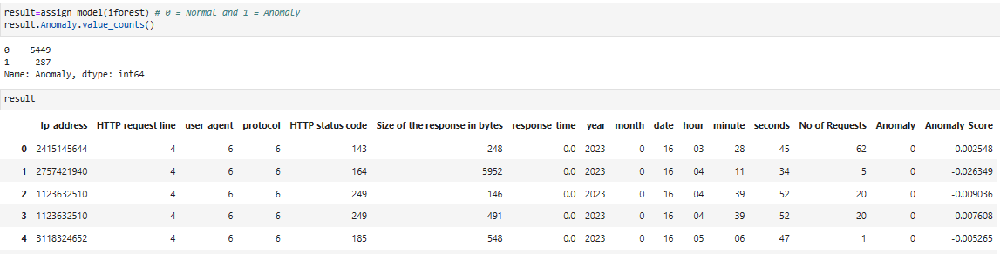 result=assign_model(iforest) # 0 = Normal and 1 = Anomaly
result.Anomaly.value_counts()
0 5449
1 287
Name: Anomaly, dtype: int64
result
Ip_address HTTP request line user_agent protocol HTTP status code Size of the response in bytes response_time year month date hour minute seconds No of Requests Anomaly Anomaly_Score
0 2415145644 4 6 6 143 248 0.0 2023 0 16 03 28 45 62 0 -0.002548
1 2757421940 4 6 6 164 5952 0.0 2023 0 16 04 11 34 5 0 -0.026349
2 1123632510 4 6 6 249 146 0.0 2023 0 16 04 39 52 20 0 -0.009036
3 1123632510 4 6 6 249 491 0.0 2023 0 16 04 39 52 20 0 -0.007608
4 3118324652 4 6 6 185 548 0.0 2023 0 16 05 06 47 1 0 -0.005265